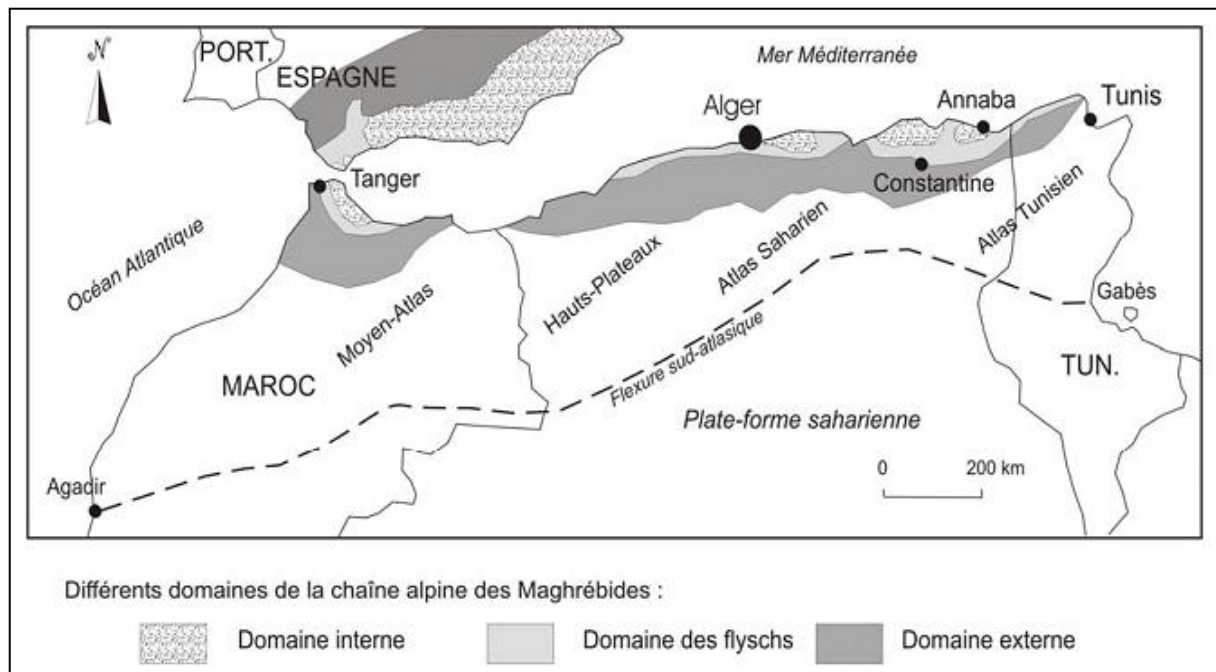 N
PORT.
ESPAGNE
Mer Méditerranée
Alger
Annaba
Tunis
Tanger
Constantine
Océan Atlantique
Moyen-Atlas
Hauts-Plateaux
Atlas Saharien
Atlas Tunisien
Gabès
MAROC
Flexure sud-atlasique
TUN.
Plate-forme saharienne
0 200 km
Agadir
Différents domaines de la chaîne alpine des Maghrébides :
Domaine interne
Domaine des flyschs
Domaine externe